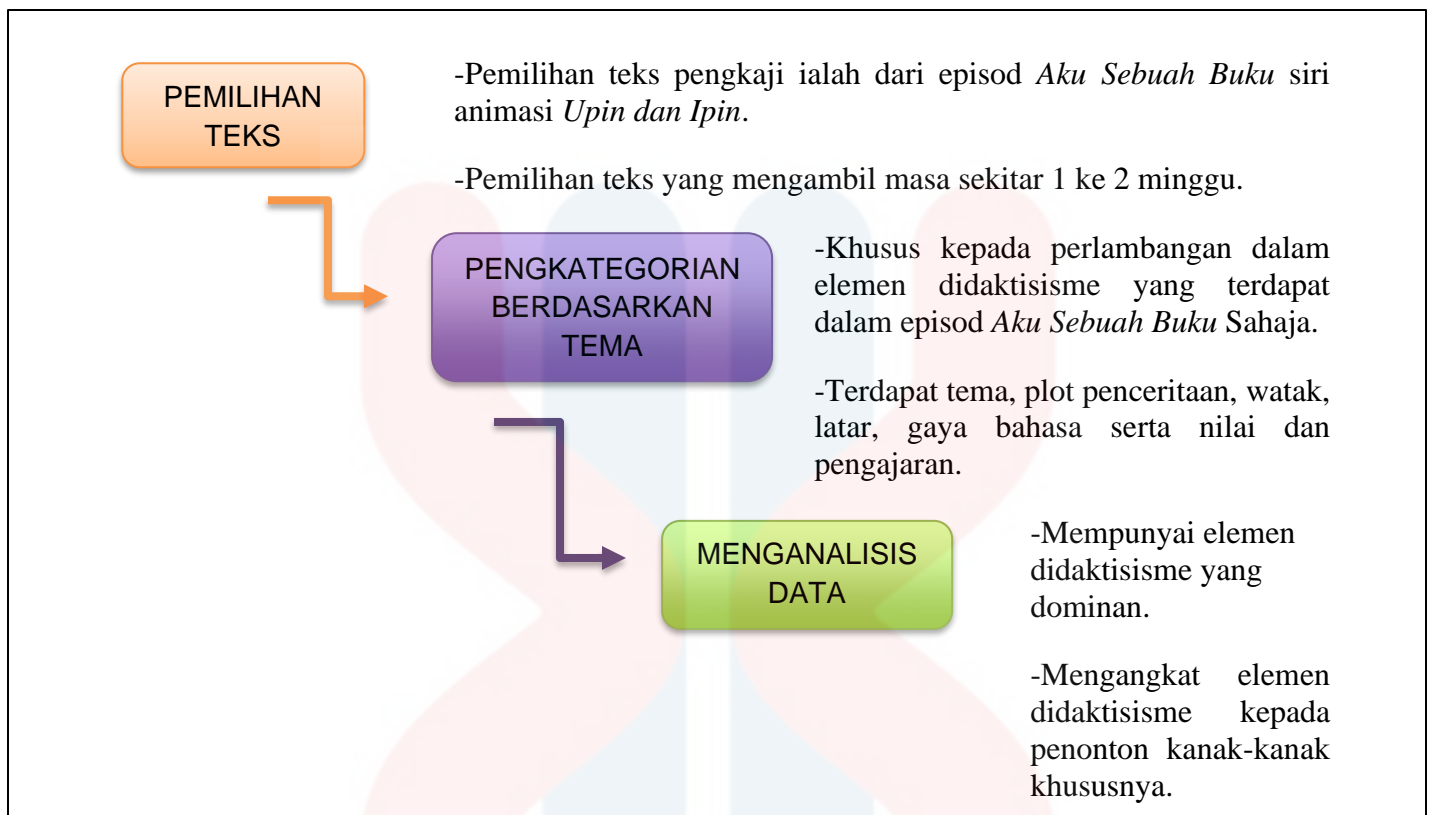 PEMILIHAN
TEKS
-Pemilihan teks pengkaji ialah dari episod Aku Sebuah Buku siri
animasi Upin dan Ipin.
-Pemilihan teks yang mengambil masa sekitar 1 ke 2 minggu.
PENGKATEGORIAN
BERDASARKAN
TEMA
-Khusus kepada perlambangan dalam
elemen didaktisisme yang terdapat
dalam episod Aku Sebuah Buku Sahaja.
-Terdapat tema, plot penceritaan, watak,
latar, gaya bahasa serta nilai dan
pengajaran.
MENGANALISIS
DATA
-Mempunyai elemen
didaktisisme yang
dominan.
-Mengangkat elemen
didaktisisme kepada
penonton kanak-kanak
khususnya.